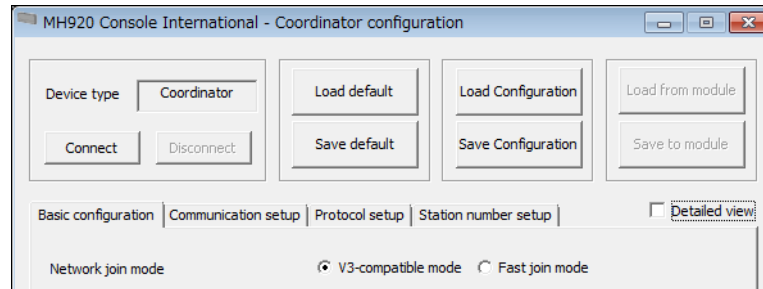 MH920 Console International - Coordinator configuration
Device type Coordinator Load default Load Configuration Load from module
Connect Disconnect Save default Save Configuration Save to module
Basic configuration Communication setup Protocol setup Station number setup Detailed view
Network join mode V3-compatible mode Fast join mode